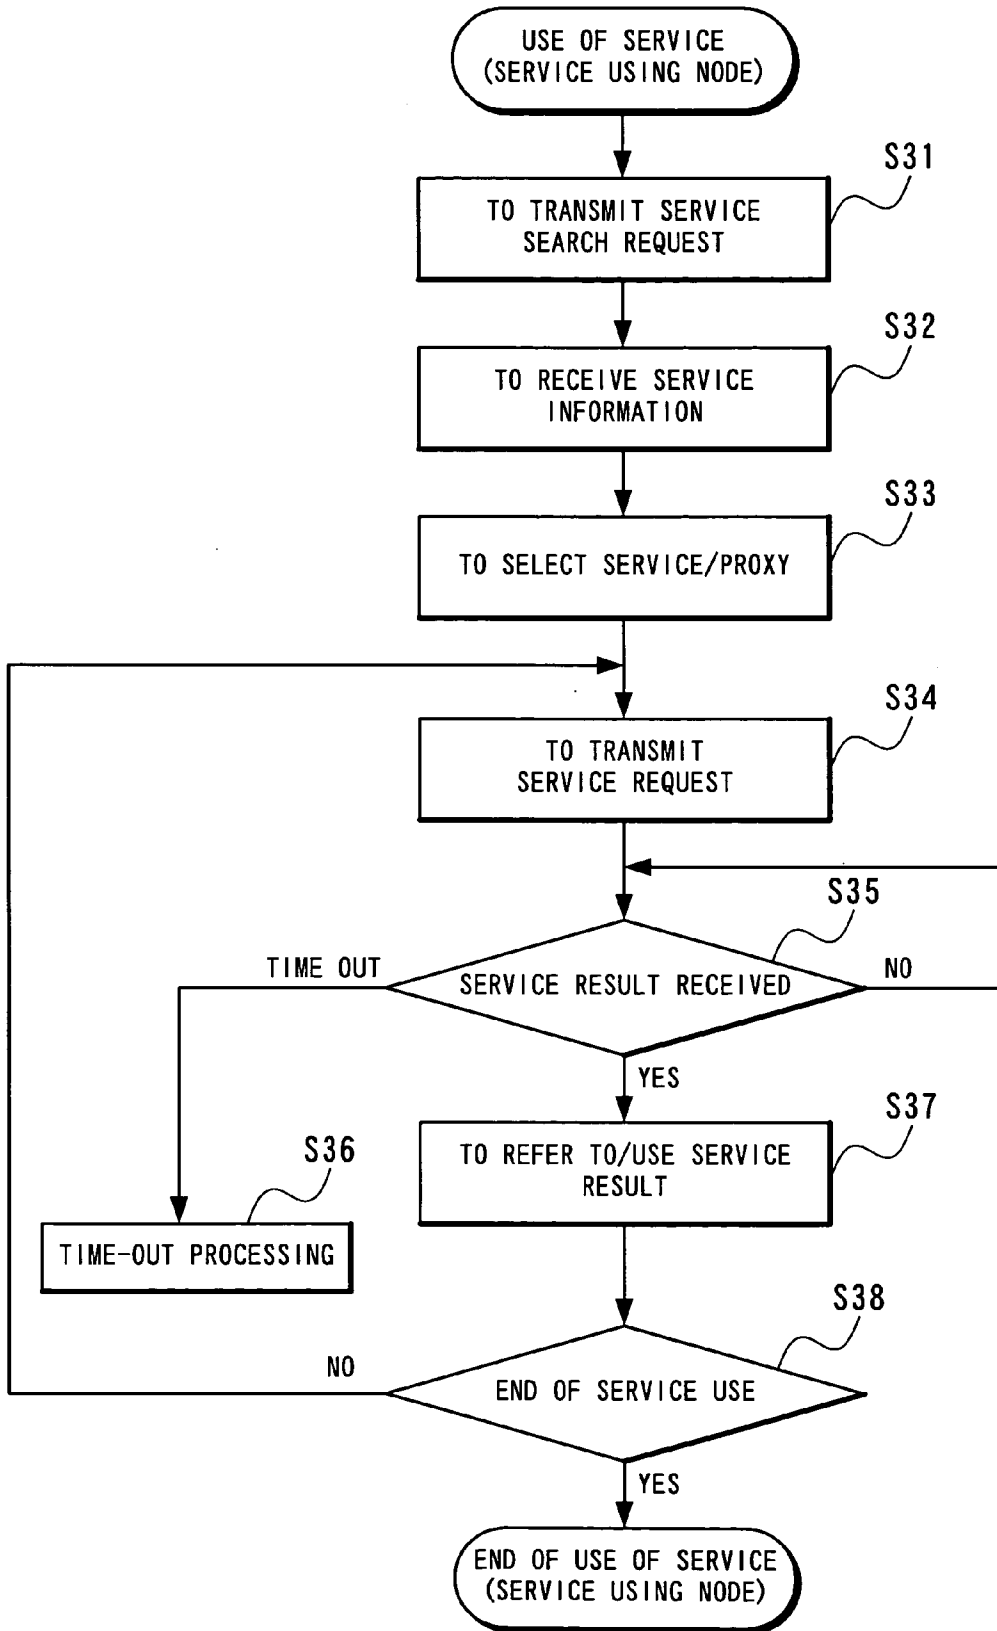 USE OF SERVICE
(SERVICE USING NODE)
S31
TO TRANSMIT SERVICE
SEARCH REQUEST
S32
TO RECEIVE SERVICE
INFORMATION
S33
TO SELECT SERVICE/PROXY
S34
TO TRANSMIT
SERVICE REQUEST
S35
TIME OUT
SERVICE RESULT RECEIVED
NO
YES
S37
TO REFER TO/USE SERVICE
RESULT
S36
TIME-OUT PROCESSING
S38
NO
END OF SERVICE USE
YES
END OF USE OF SERVICE
(SERVICE USING NODE)